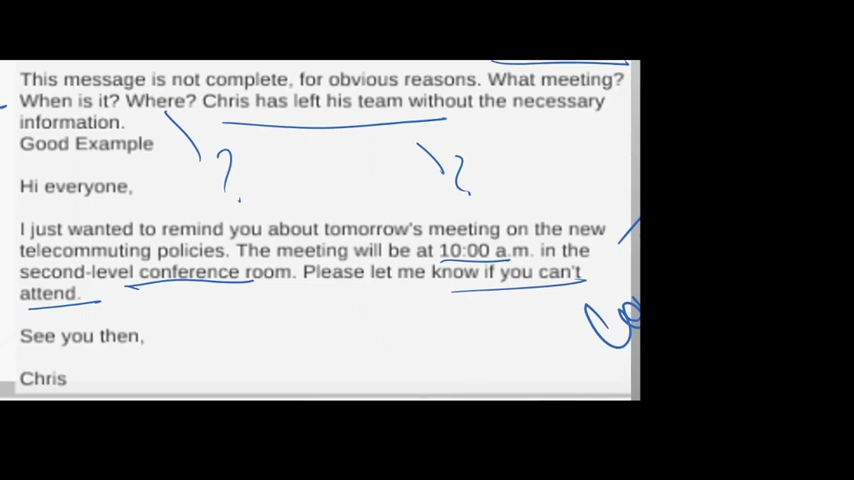 This message is not complete, for obvious reasons. What meeting?
When is it? Where? Chris has left his team without the necessary
information.
Good Example
? ?
Hi everyone,
I just wanted to remind you about tomorrow's meeting on the new
telecommuting policies. The meeting will be at 10:00 a.m. in the
second-level conference room. Please let me know if you can't
attend.
See you then,
Chris